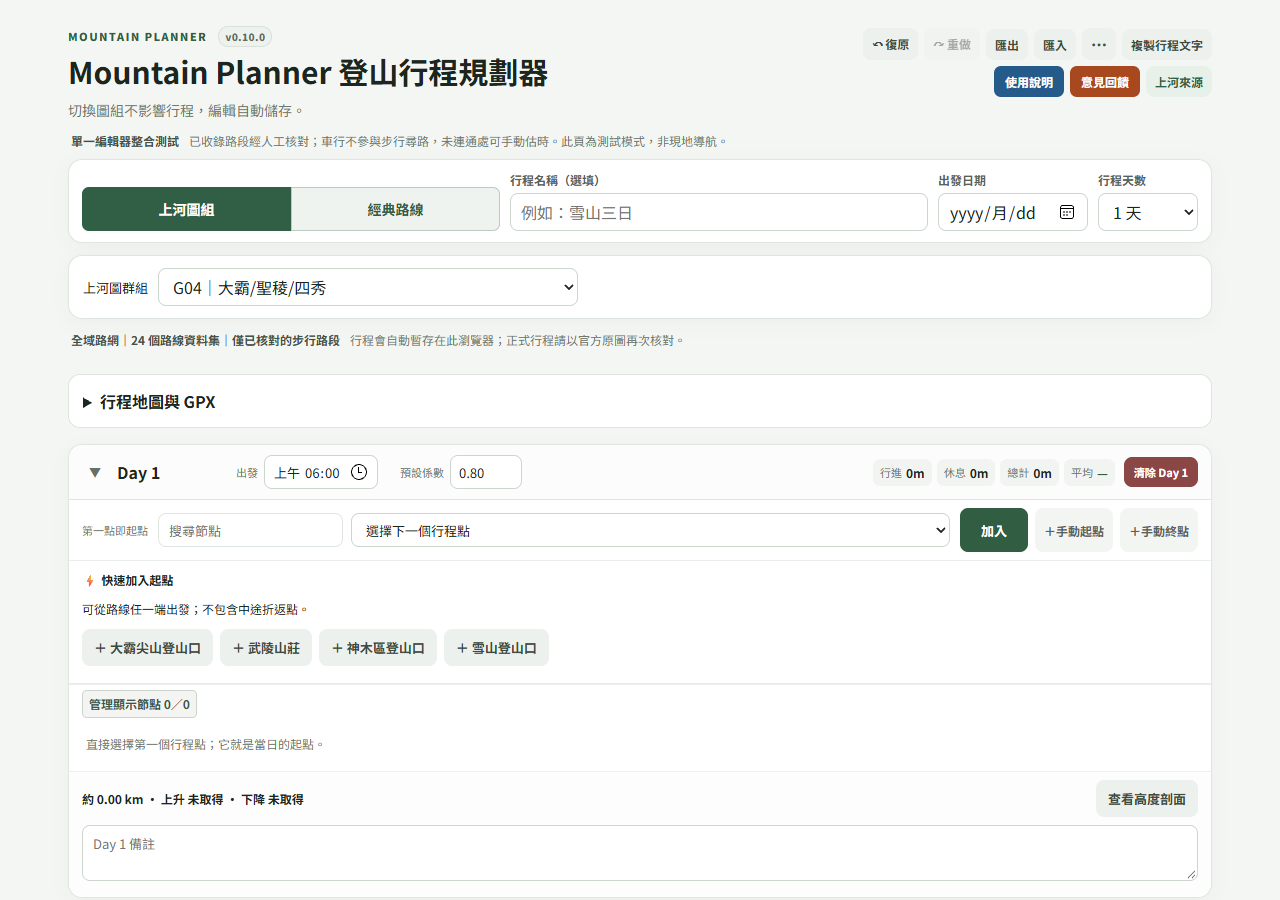 MOUNTAIN PLANNER v0.10.0
Mountain Planner 登山行程規劃器
切換圖組不影響行程，編輯自動儲存。
↶復原 ↷ 重做 匯出 匯入 ••• 複製行程文字
使用說明 意見回饋 上河來源
單一編輯器整合測試 已收錄路段經人工核對；車行不參與步行尋路，未連通處可手動估時。此頁為測試模式，非現地導航。
上河圖組 經典路線
行程名稱（選填） 出發日期 行程天數
例如：雪山三日 yyyy/月/dd 1 天
上河圖群組 G04｜大霸/聖稜/四秀
全域路網｜24 個路線資料集｜僅已核對的步行路段 行程會自動暫存在此瀏覽器；正式行程請以官方原圖再次核對。
▶ 行程地圖與 GPX
▼ Day 1 出發 上午 06:00 預設係數 0.80 行進 0m 休息 0m 總計 0m 平均 — 清除 Day 1
第一點即起點 搜尋節點 選擇下一個行程點 加入 ＋手動起點 ＋手動終點
快速加入起點
可從路線任一端出發；不包含中途折返點。
＋ 大霸尖山登山口 ＋ 武陵山莊 ＋ 神木區登山口 ＋ 雪山登山口
管理顯示節點 0／0
直接選擇第一個行程點；它就是當日的起點。
約 0.00 km ・ 上升 未取得 ・ 下降 未取得 查看高度剖面
Day 1 備註